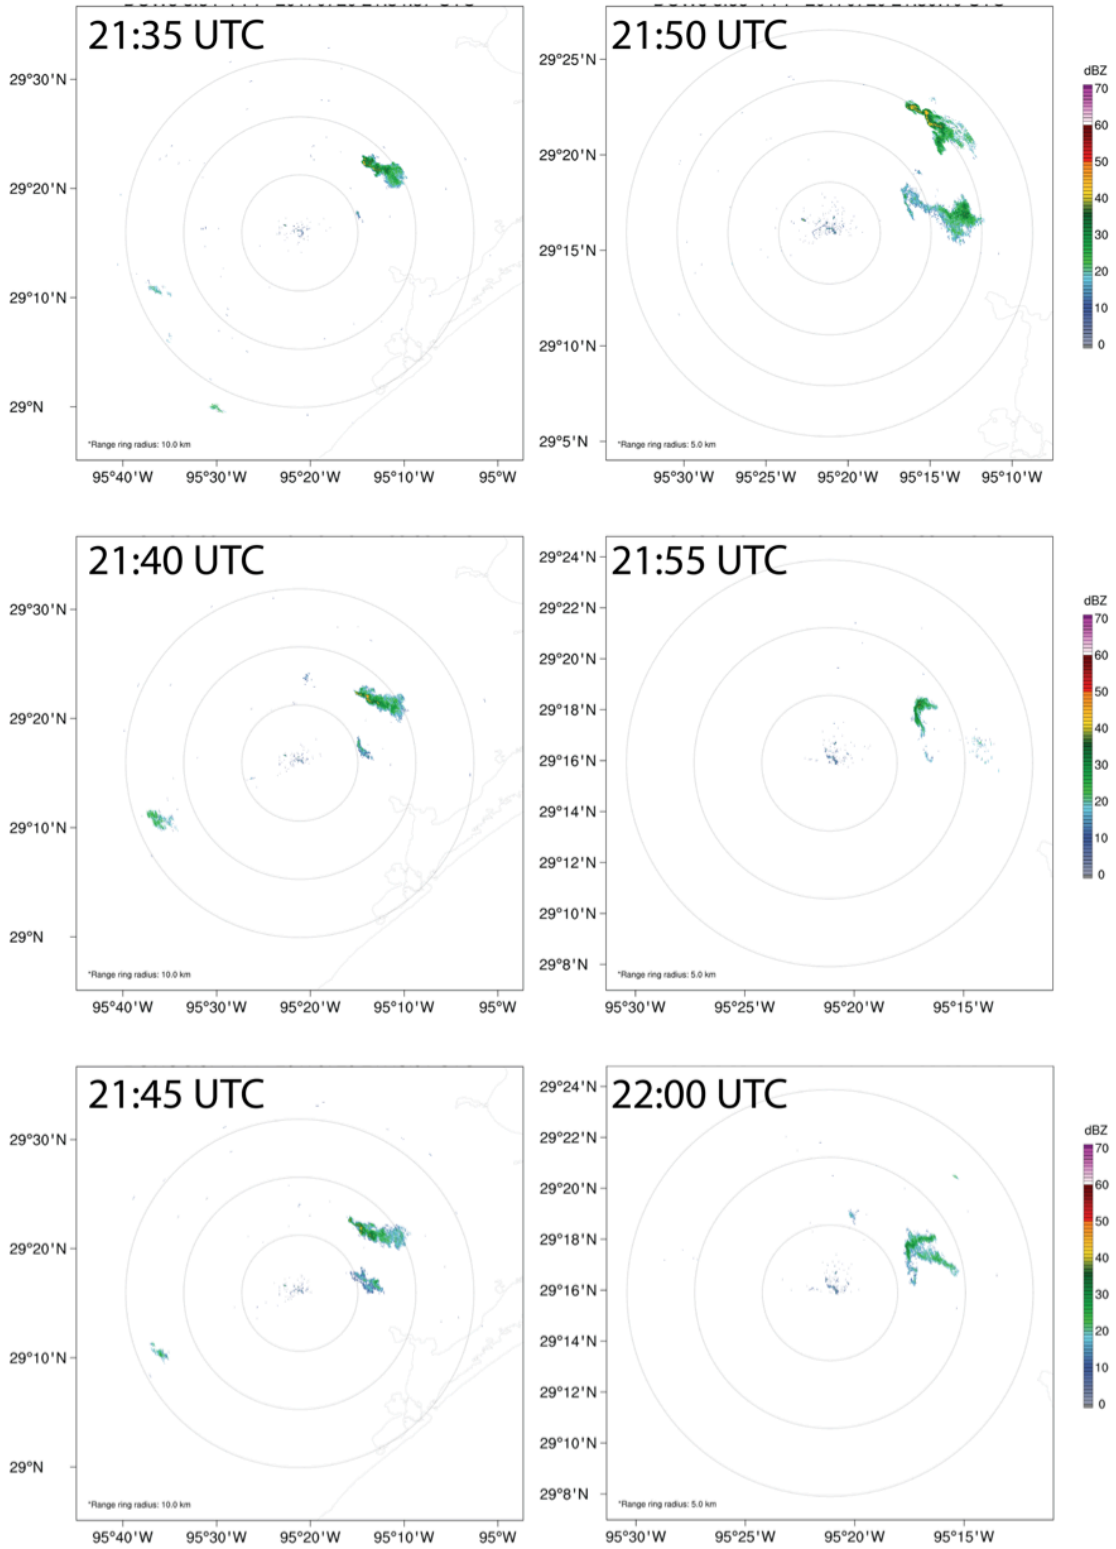 21:35 UTC
29°30'N
29°20'N
29°10'N
29°N
*Range ring radius: 10.0 km
95°40'W 95°30'W 95°20'W 95°10'W 95°W
21:50 UTC
29°25'N
29°20'N
29°15'N
29°10'N
29°5'N
*Range ring radius: 5.0 km
95°30'W 95°25'W 95°20'W 95°15'W 95°10'W
dBZ
70
60
50
40
30
20
10
0
21:40 UTC
29°30'N
29°20'N
29°10'N
29°N
*Range ring radius: 10.0 km
95°40'W 95°30'W 95°20'W 95°10'W 95°W
21:55 UTC
29°24'N
29°22'N
29°20'N
29°18'N
29°16'N
29°14'N
29°12'N
29°10'N
29°8'N
*Range ring radius: 5.0 km
95°30'W 95°25'W 95°20'W 95°15'W
dBZ
70
60
50
40
30
20
10
0
21:45 UTC
29°30'N
29°20'N
29°10'N
29°N
*Range ring radius: 10.0 km
95°40'W 95°30'W 95°20'W 95°10'W 95°W
22:00 UTC
29°24'N
29°22'N
29°20'N
29°18'N
29°16'N
29°14'N
29°12'N
29°10'N
29°8'N
*Range ring radius: 5.0 km
95°30'W 95°25'W 95°20'W 95°15'W
dBZ
70
60
50
40
30
20
10
0